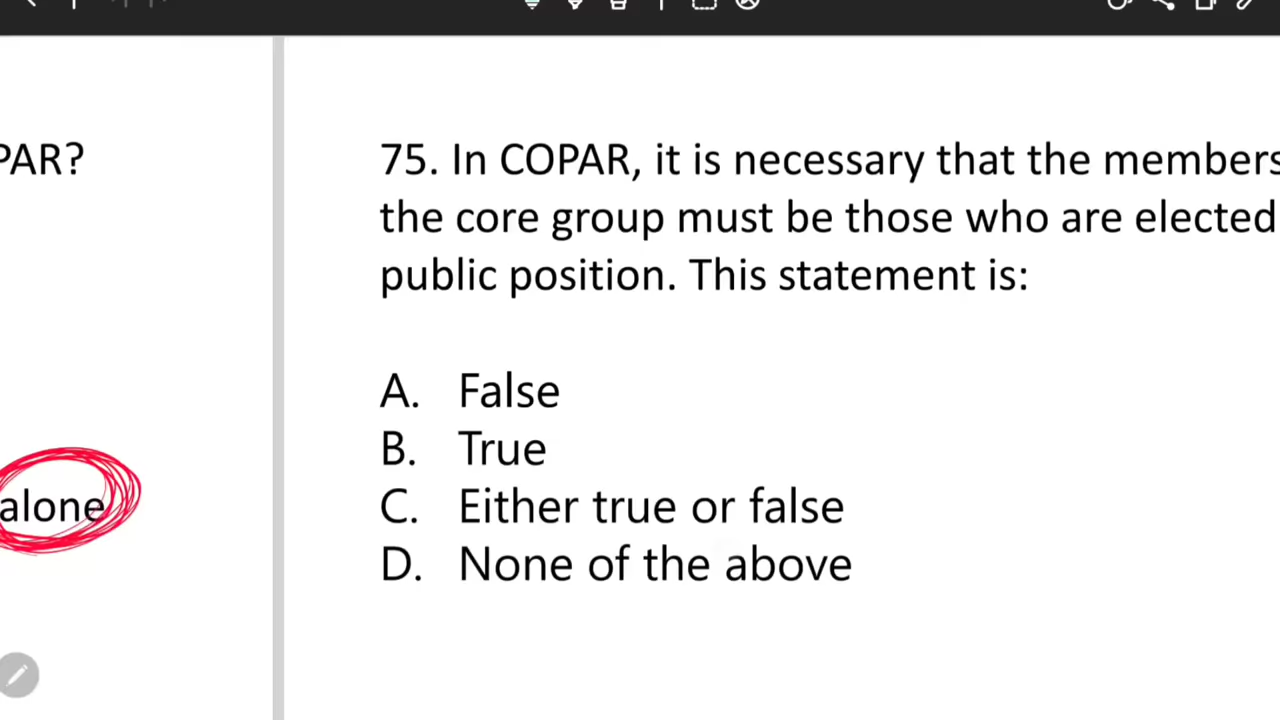 PAR?
alone
75. In COPAR, it is necessary that the members
the core group must be those who are elected
public position. This statement is:
A. False
B. True
C. Either true or false
D. None of the above